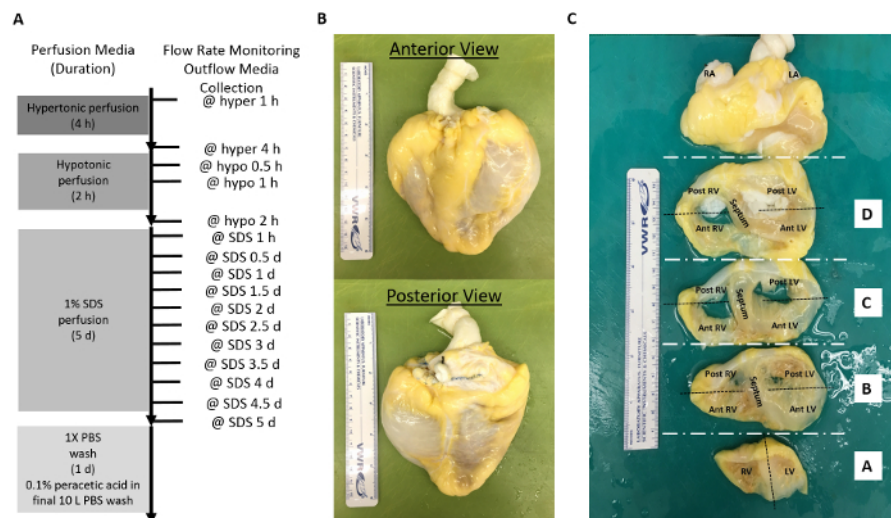 A
Perfusion Media
(Duration)
Flow Rate Monitoring
Outflow Media
Collection
Hypertonic perfusion
(4 h)
Hypotonic
perfusion
(2 h)
1% SDS
perfusion
(5 d)
1X PBS
wash
(1 d)
0.1% peracetic acid in
final 10 L PBS wash
@ hyper 1 h
@ hyper 4 h
@ hypo 0.5 h
@ hypo 1 h
@ hypo 2 h
@ SDS 1 h
@ SDS 0.5 d
@ SDS 1 d
@ SDS 1.5 d
@ SDS 2 d
@ SDS 2.5 d
@ SDS 3 d
@ SDS 3.5 d
@ SDS 4 d
@ SDS 4.5 d
@ SDS 5 d
B
Anterior View
VWR
Posterior View
VWR
C
RA
LA
Post RV
Post LV
Septum
Ant RV
Ant LV
D
VWR
Post RV
Post LV
Septum
Ant RV
Ant LV
C
Post RV
Post LV
Septum
Ant RV
Ant LV
B
RV
LV
A